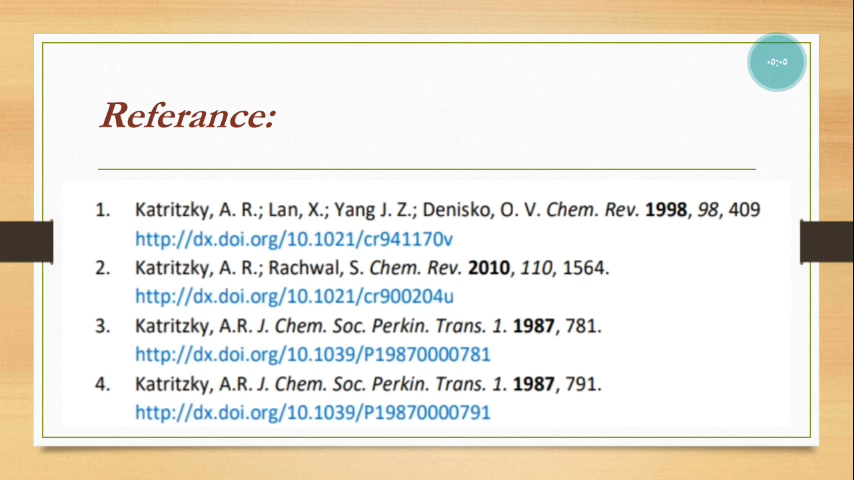 Referance:
1. Katritzky, A. R.; Lan, X.; Yang J. Z.; Denisko, O. V. Chem. Rev. 1998, 98, 409
http://dx.doi.org/10.1021/cr941170v
2. Katritzky, A. R.; Rachwal, S. Chem. Rev. 2010, 110, 1564.
http://dx.doi.org/10.1021/cr900204u
3. Katritzky, A.R. J. Chem. Soc. Perkin. Trans. 1. 1987, 781.
http://dx.doi.org/10.1039/P19870000781
4. Katritzky, A.R. J. Chem. Soc. Perkin. Trans. 1. 1987, 791.
http://dx.doi.org/10.1039/P19870000791